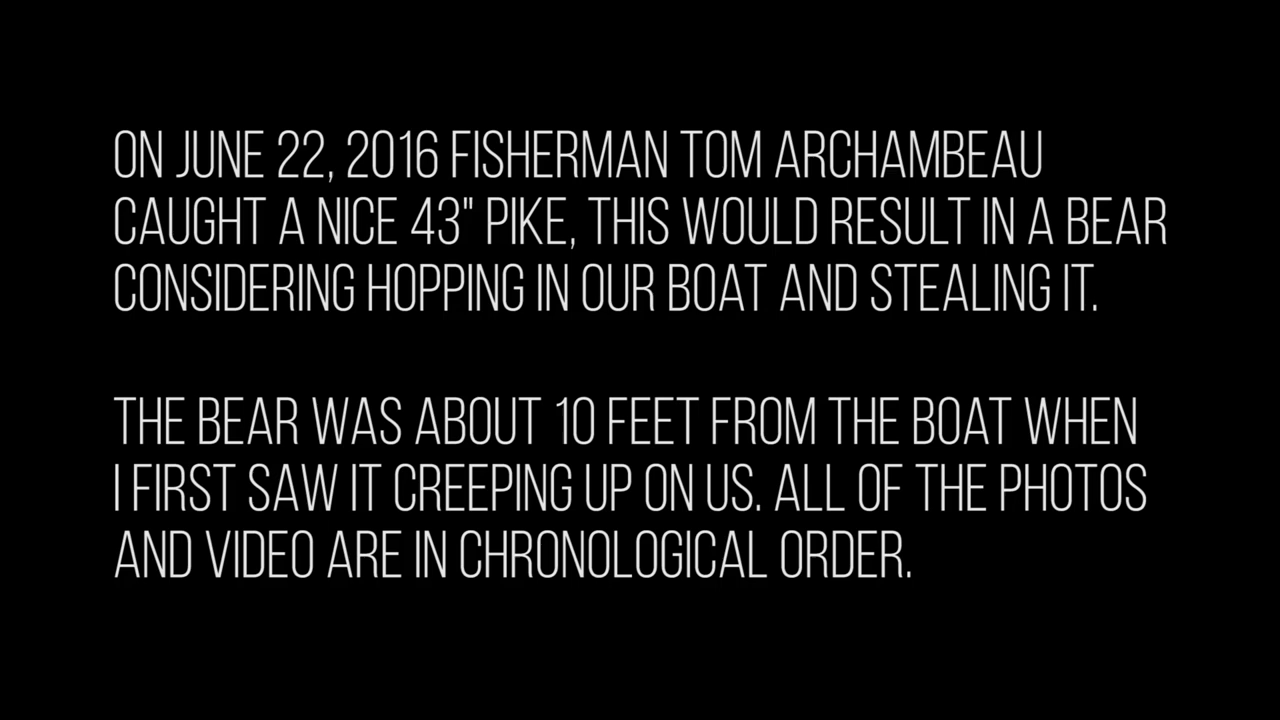 ON JUNE 22, 2016 FISHERMAN TOM ARCHAMBEAU
CAUGHT A NICE 43" PIKE, THIS WOULD RESULT IN A BEAR
CONSIDERING HOPPING IN OUR BOAT AND STEALING IT.
THE BEAR WAS ABOUT 10 FEET FROM THE BOAT WHEN
I FIRST SAW IT CREEPING UP ON US. ALL OF THE PHOTOS
AND VIDEO ARE IN CHRONOLOGICAL ORDER.